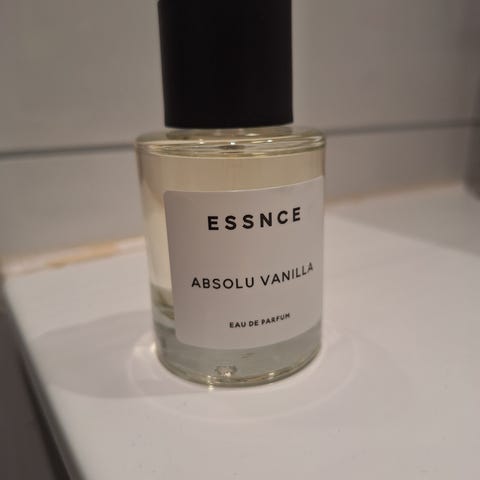 ESSNCE
ABSOLU VANILLA
EAU DE PARFUM